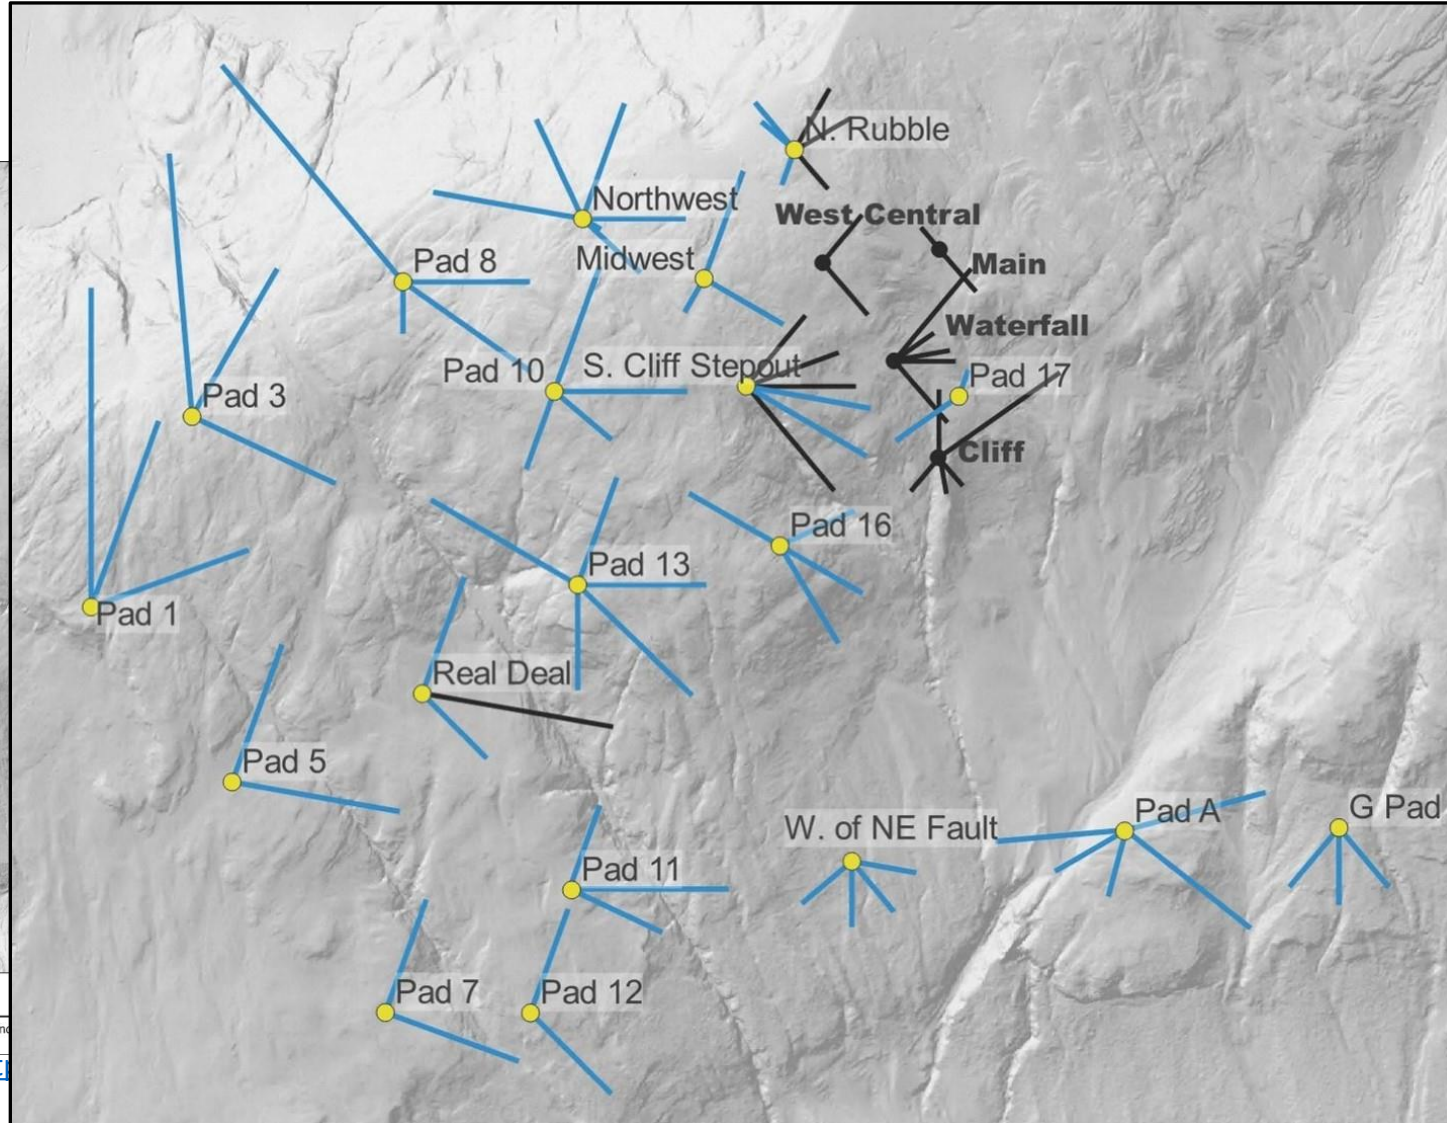 N. Rubble
Northwest
West Central
Midwest
Pad 8
Main
Waterfall
Pad 10
S. Cliff Stepout
Pad 17
Pad 3
Cliff
Pad 16
Pad 13
Pad 1
Real Deal
Pad 5
Pad A
G Pad
W. of NE Fault
Pad 11
Pad 7
Pad 12